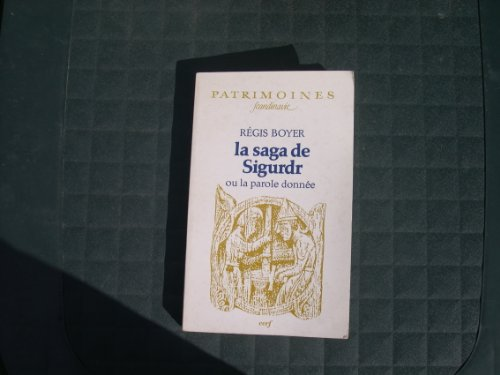 PATRIMOINES
Scandinavie
RÉGIS BOYER
la saga de
Sigurdr
ou la parole donnée
cerf